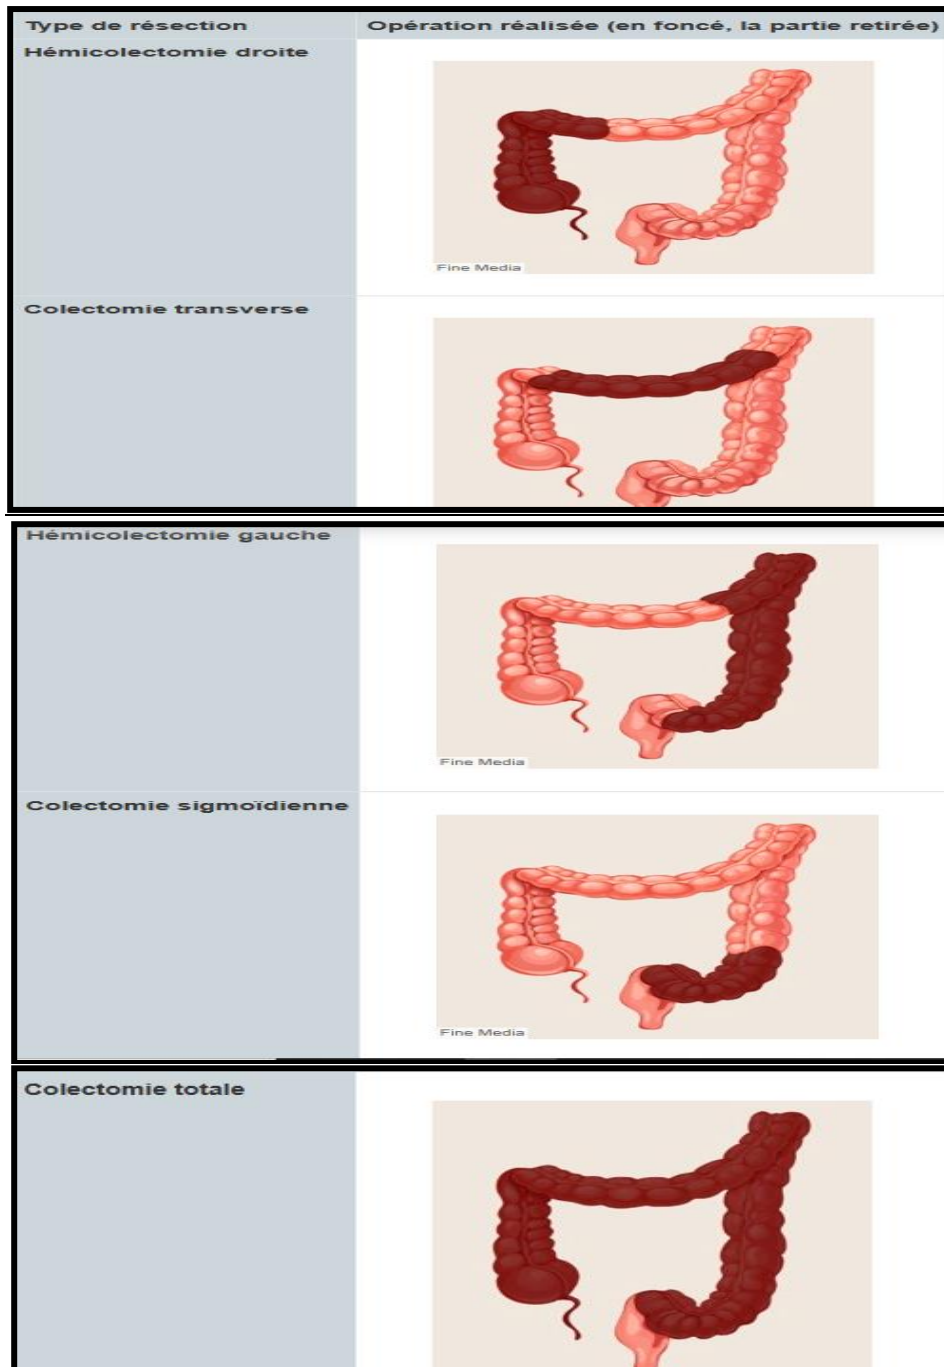 Type de résection
Opération réalisée (en foncé, la partie retirée)
Hémicolectomie droite
Fine Media
Colectomie transverse
Hémicolectomie gauche
Fine Media
Colectomie sigmoïdienne
Fine Media
Colectomie totale